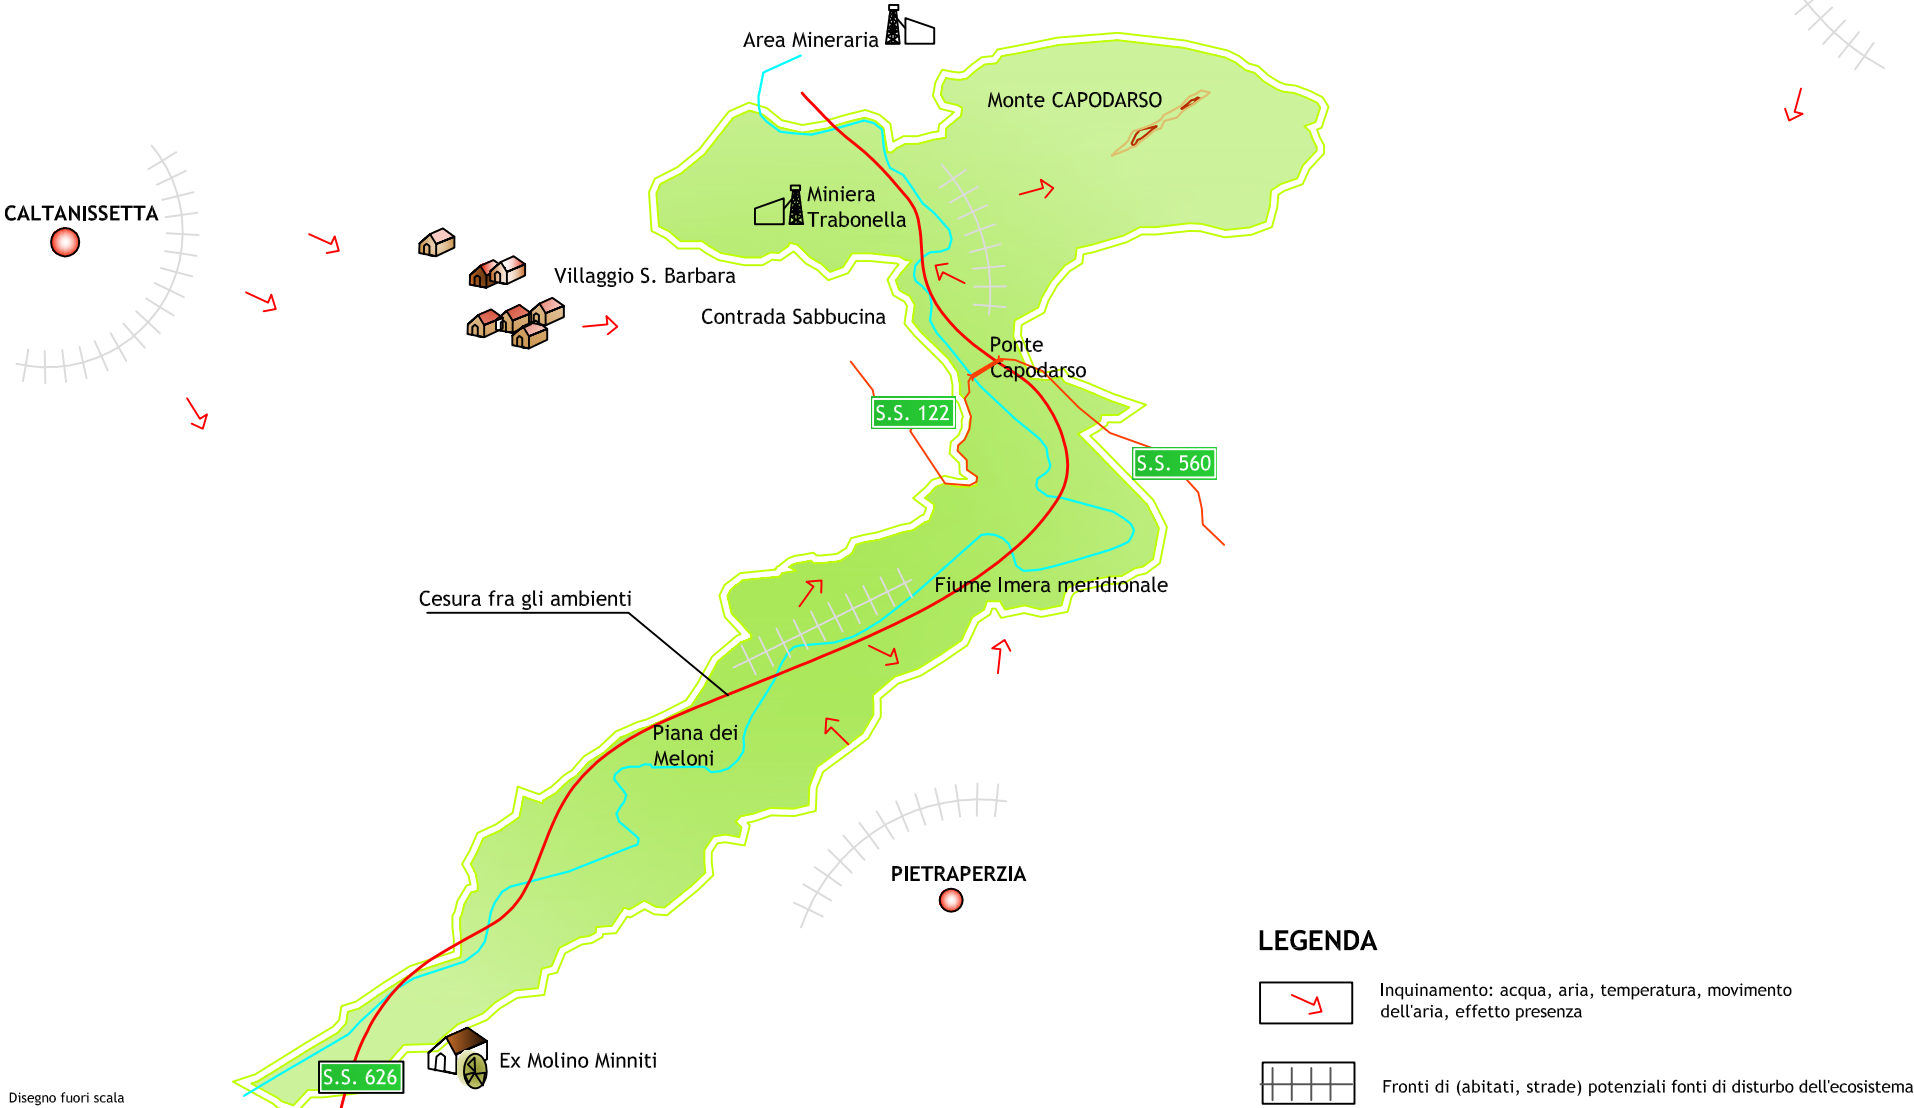 Area Mineraria
Monte CAPODARSO
Miniera
Trabonella
CALTANISSETTA
Villaggio S. Barbara
Contrada Sabbucina
Ponte
Capodarso
S.S. 122
S.S. 560
Fiume Imera meridionale
Cesura fra gli ambienti
Piana dei
Meloni
PIETRAPERZIA
LEGENDA
Inquinamento: acqua, aria, temperatura, movimento
dell'aria, effetto presenza
Ex Molino Minniti
S.S. 626
Fronti di (abitati, strade) potenziali fonti di disturbo dell'ecosistema
Disegno fuori scala